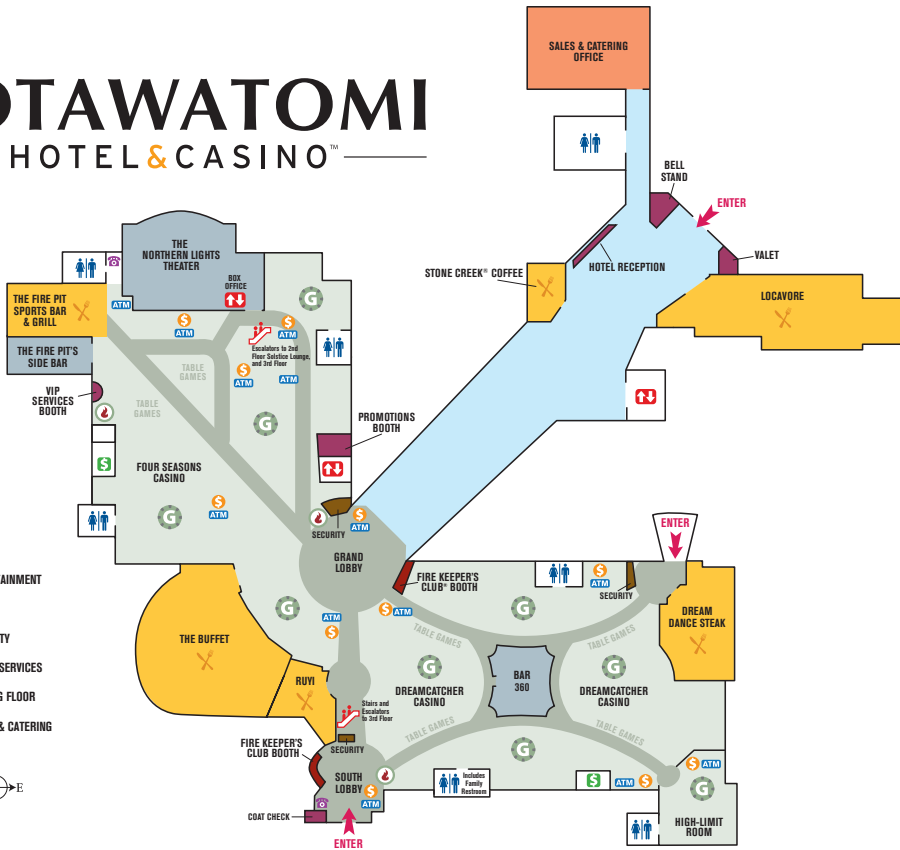 OTAWATOMI
HOTEL&CASINO™
SALES & CATERING
OFFICE
BELL
STAND
ENTER
VALET
HOTEL RECEPTION
STONE CREEK® COFFEE
LOCAVORE
THE
NORTHERN LIGHTS
THEATER
BOX
OFFICE
THE FIRE PIT
SPORTS BAR
& GRILL
ATM
G
$
ATM
$
ATM
Escalators to 2nd
Floor Solstice Lounge,
and 3rd Floor
THE FIRE PIT'S
SIDE BAR
TABLE
GAMES
$
ATM
ATM
VIP
SERVICES
BOOTH
TABLE
GAMES
G
PROMOTIONS
BOOTH
$
FOUR SEASONS
CASINO
G
$
ATM
SECURITY
$
ATM
ENTER
GRAND
LOBBY
FIRE KEEPER'S
CLUB® BOOTH
$
ATM
SECURITY
TAINMENT
G
ATM
$
$
ATM
G
DREAM
DANCE STEAK
TY
THE BUFFET
TABLE GAMES
TABLE GAMES
SERVICES
RUYI
G
DREAMCATCHER
CASINO
BAR
360
G
DREAMCATCHER
CASINO
G FLOOR
Stairs and
Escalators
to 3rd Floor
& CATERING
TABLE GAMES
TABLE GAMES
FIRE KEEPER'S
CLUB BOOTH
SECURITY
G
E
SOUTH
LOBBY
$
ATM
Includes
Family
Restroom
$
ATM
$
$
ATM
G
COAT CHECK
HIGH-LIMIT
ROOM
ENTER